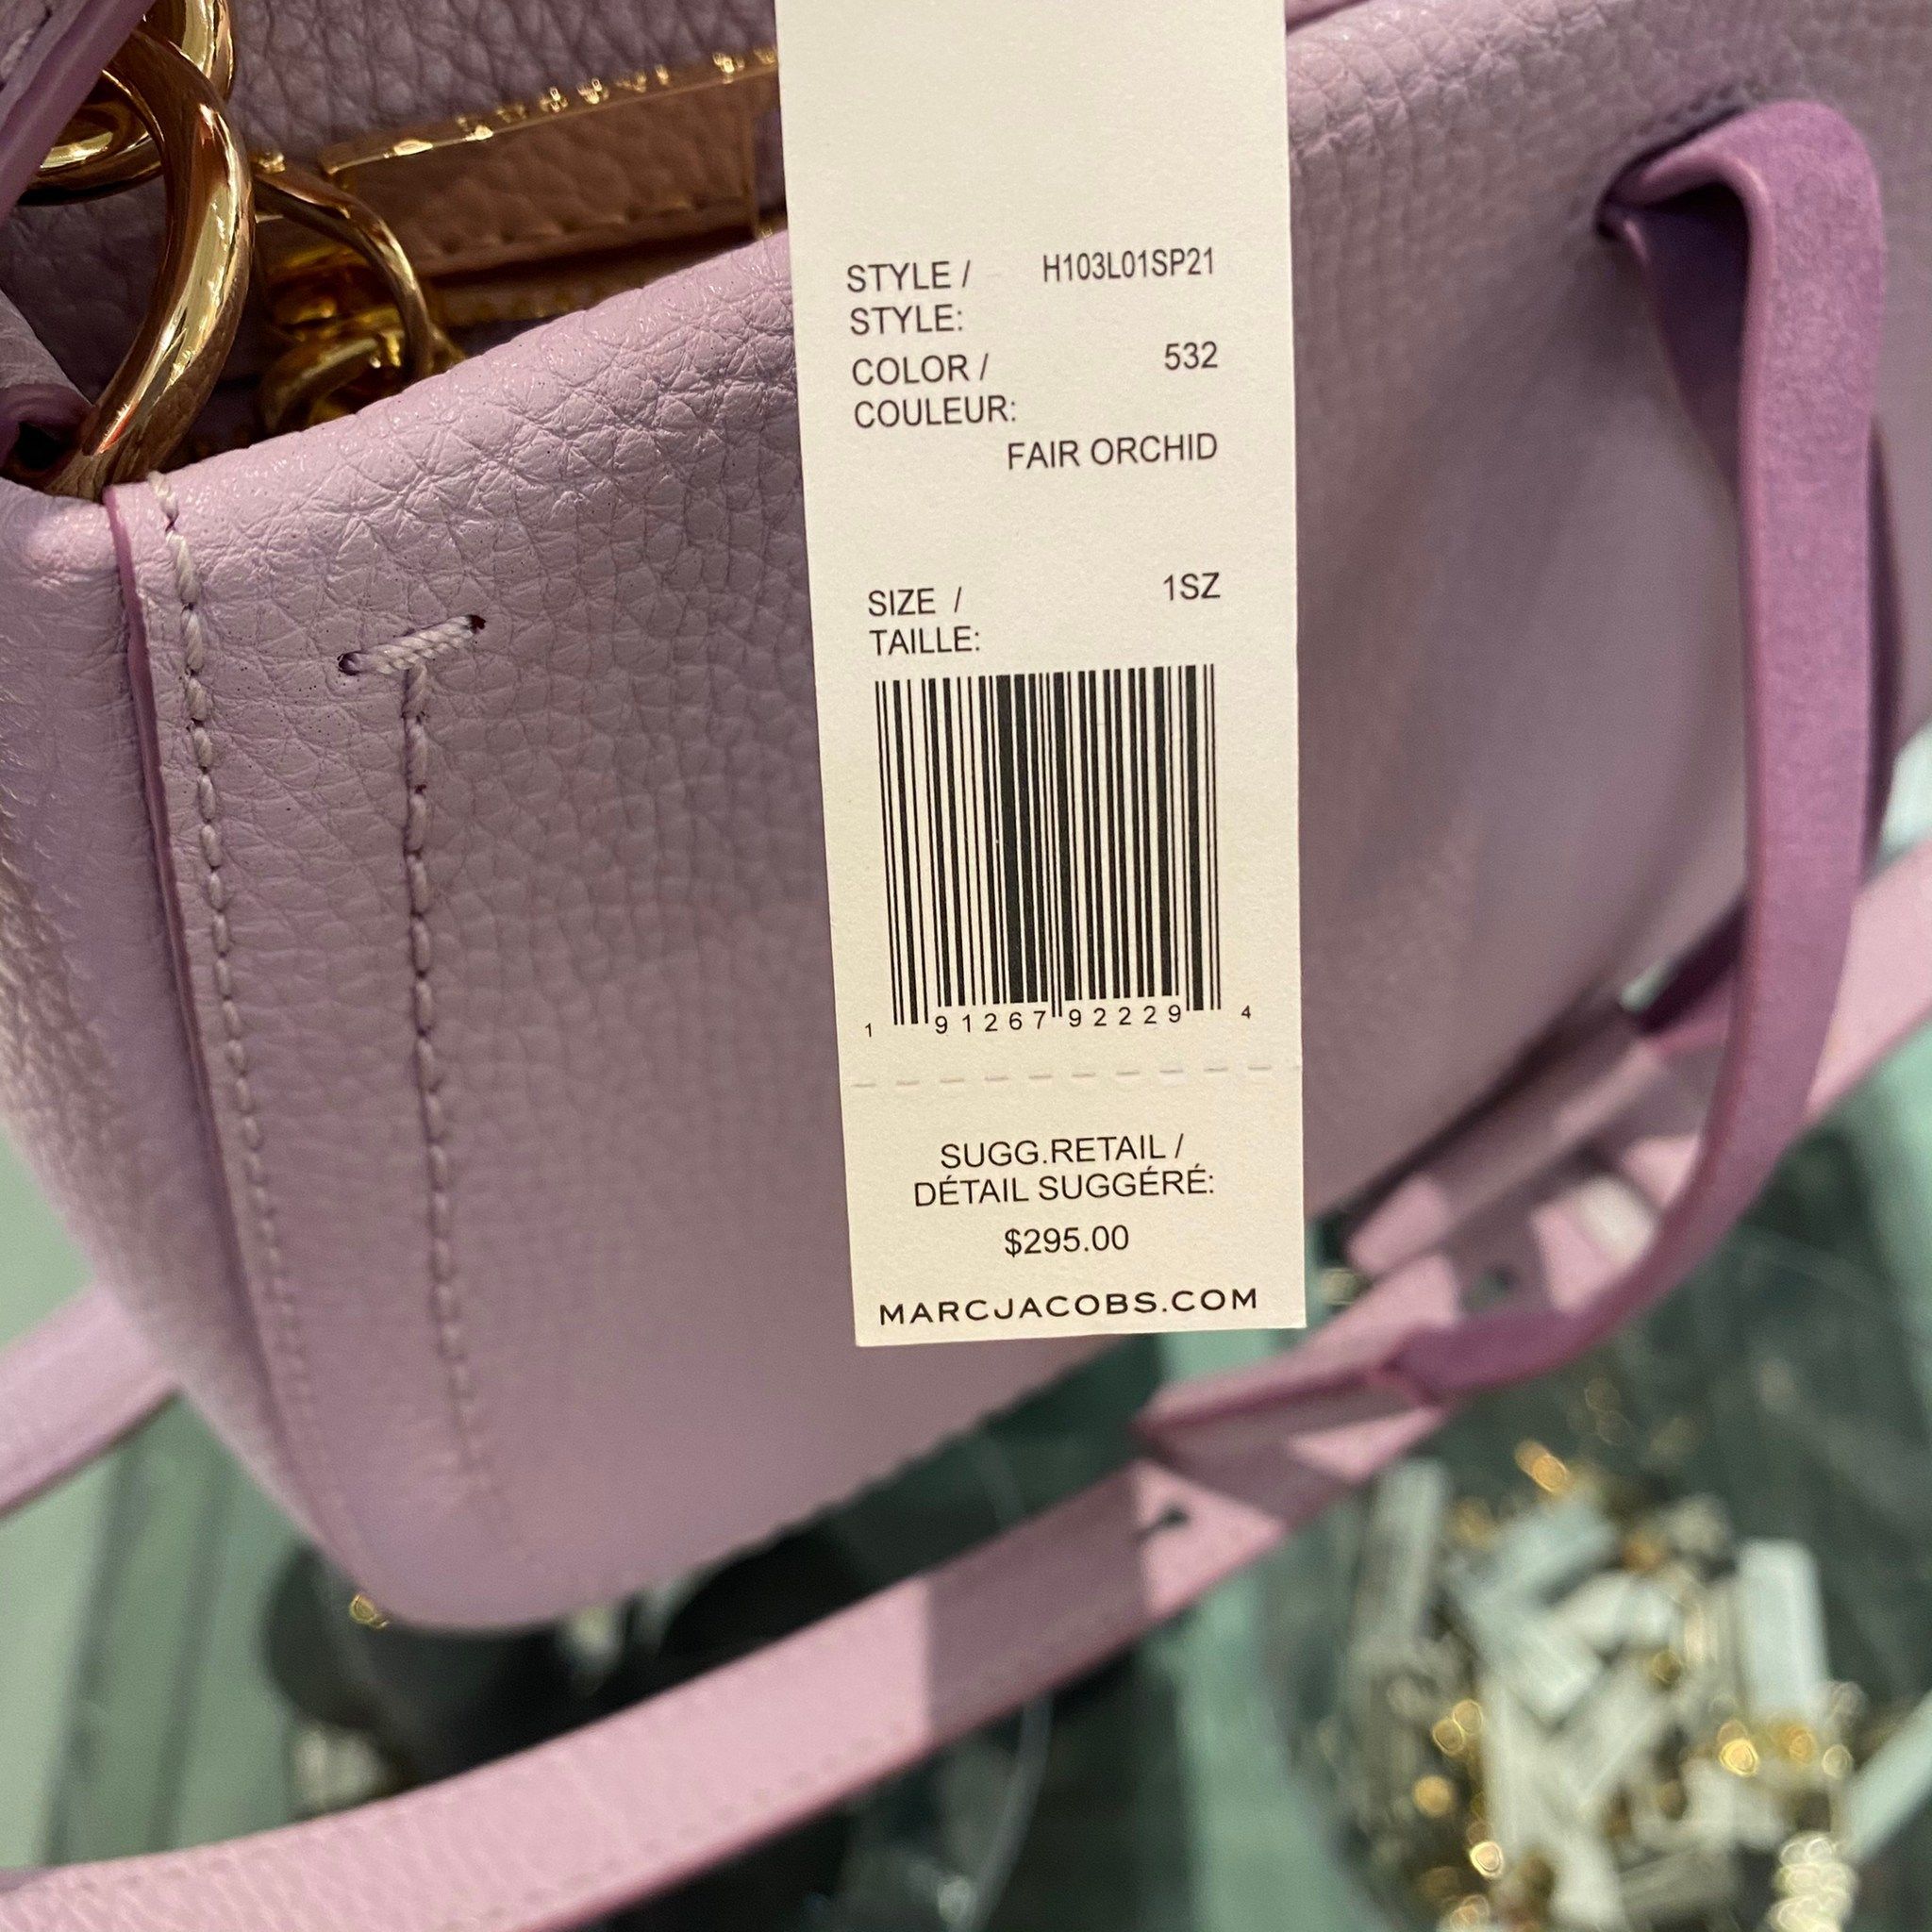 STYLE / H103L01SP21
STYLE:
COLOR / 532
COULEUR:
FAIR ORCHID
SIZE / 1SZ
TAILLE:
1 91267 92229 4
SUGG.RETAIL /
DÉTAIL SUGGÉRÉ:
$295.00
MARCJACOBS.COM